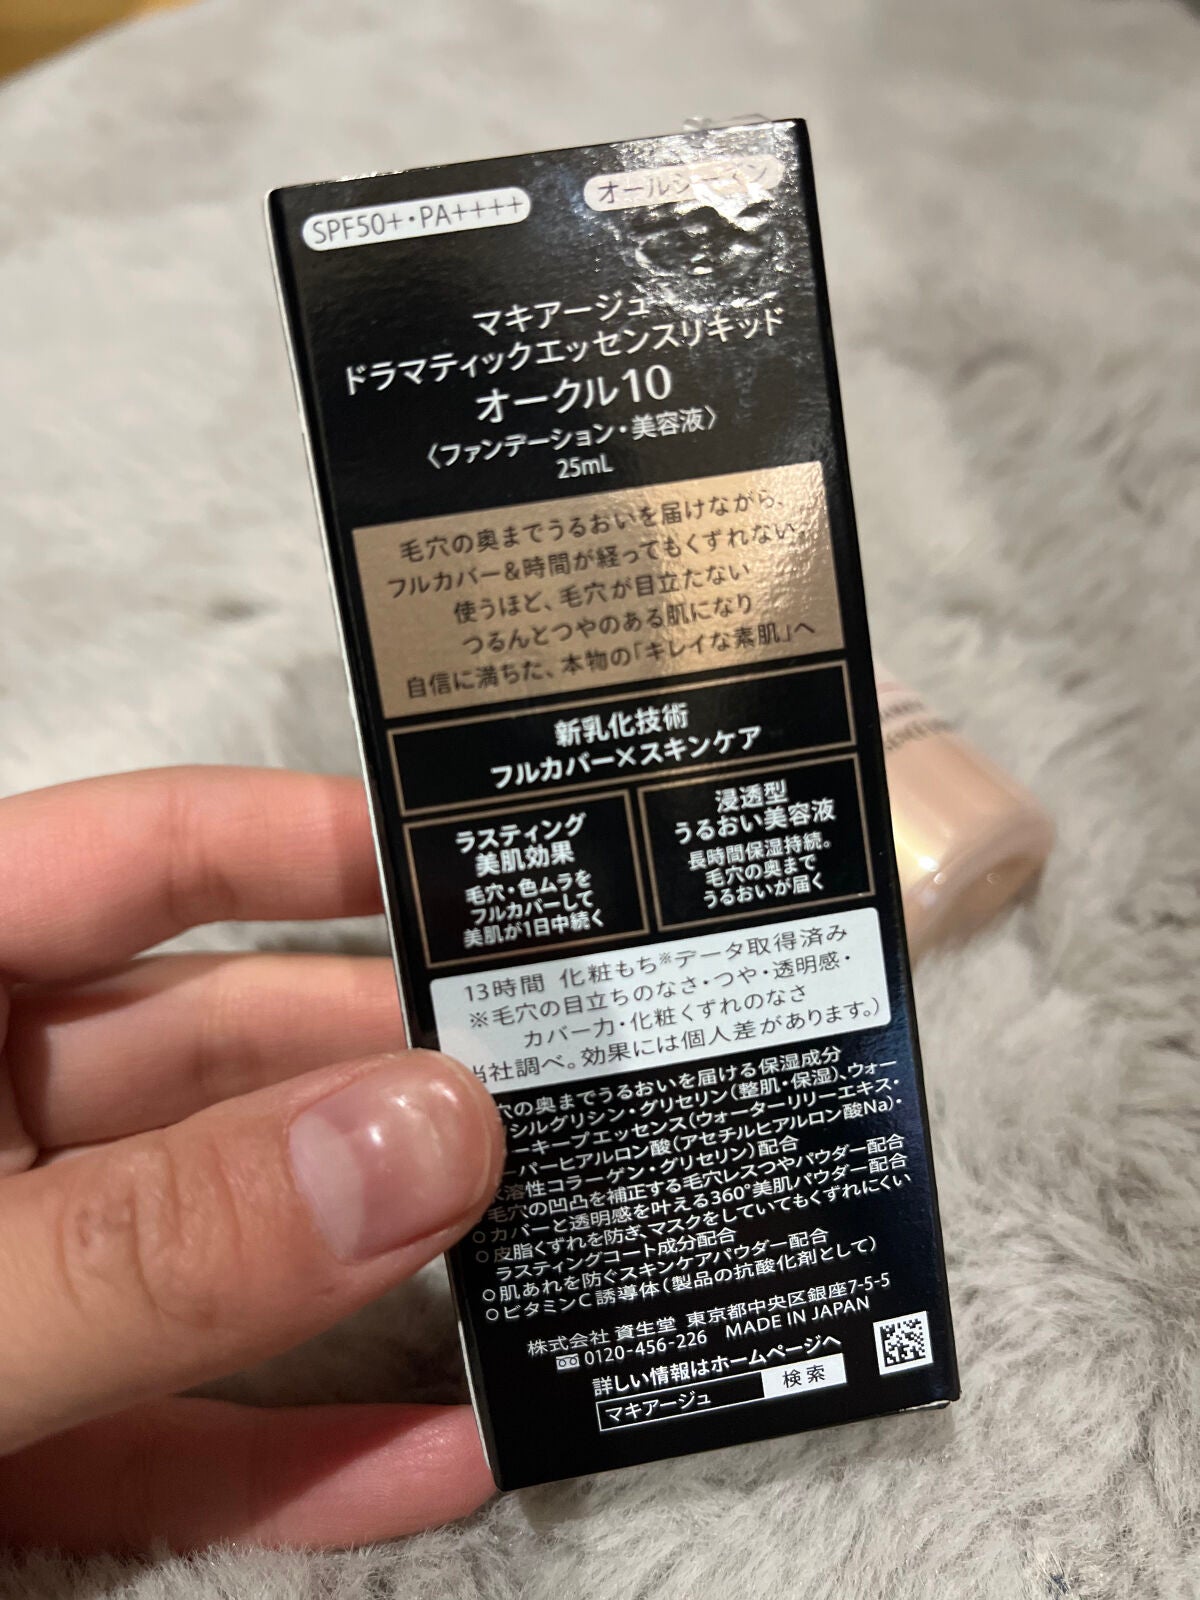 SPF50+・PA++++
オールシーズン
マキアージュ
ドラマティックエッセンスリキッド
オークル10
〈ファンデーション・美容液〉
25mL
毛穴の奥までうるおいを届けながら、
フルカバー&時間が経ってもくずれない。
使うほど、毛穴が目立たない
つるんとつやのある肌になり
自信に満ちた、本物の「キレイな素肌」へ
新乳化技術
フルカバー×スキンケア
ラスティング
美肌効果
毛穴・色ムラを
フルカバーして
美肌が1日中続く
浸透型
うるおい美容液
長時間保湿持続。
毛穴の奥まで
うるおいが届く
13時間 化粧もち※データ取得済み
※毛穴の目立ちのなさ・つや・透明感・
カバー力・化粧くずれのなさ
当社調べ。効果には個人差があります。)
穴の奥までうるおいを届ける保湿成分
シルグリシン・グリセリン(整肌・保湿)、ウォー
ーキープエッセンス(ウォーターリリーエキス・
ーパーヒアルロン酸(アセチルヒアルロン酸Na)・
溶性コラーゲン・グリセリン)配合
毛穴の凹凸を補正する毛穴レスつやパウダー配合
○カバーと透明感を叶える360°美肌パウダー配合
○皮脂くずれを防ぎ、マスクをしていてもくずれにくい
ラスティングコート成分配合
○肌あれを防ぐスキンケアパウダー配合
○ビタミンC誘導体(製品の抗酸化剤として)
株式会社 資生堂 東京都中央区銀座7-5-5
0120-456-226 MADE IN JAPAN
詳しい情報はホームページへ
マキアージュ 検索